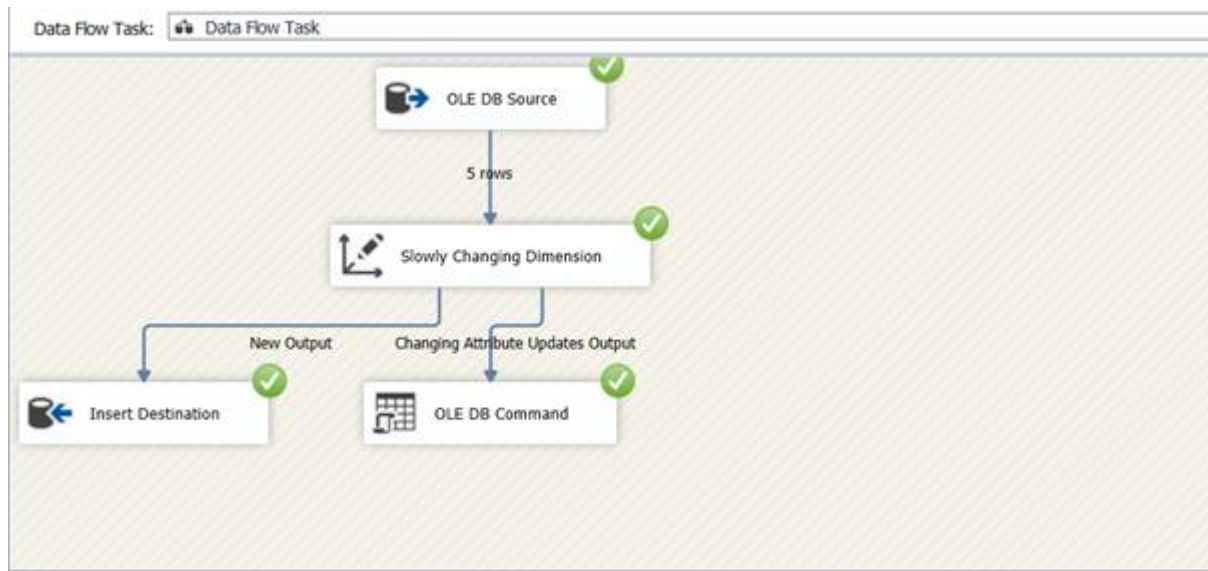 Data Flow Task: Data Flow Task
OLE DB Source
5 rows
Slowly Changing Dimension
New Output
Changing Attribute Updates Output
Insert Destination
OLE DB Command